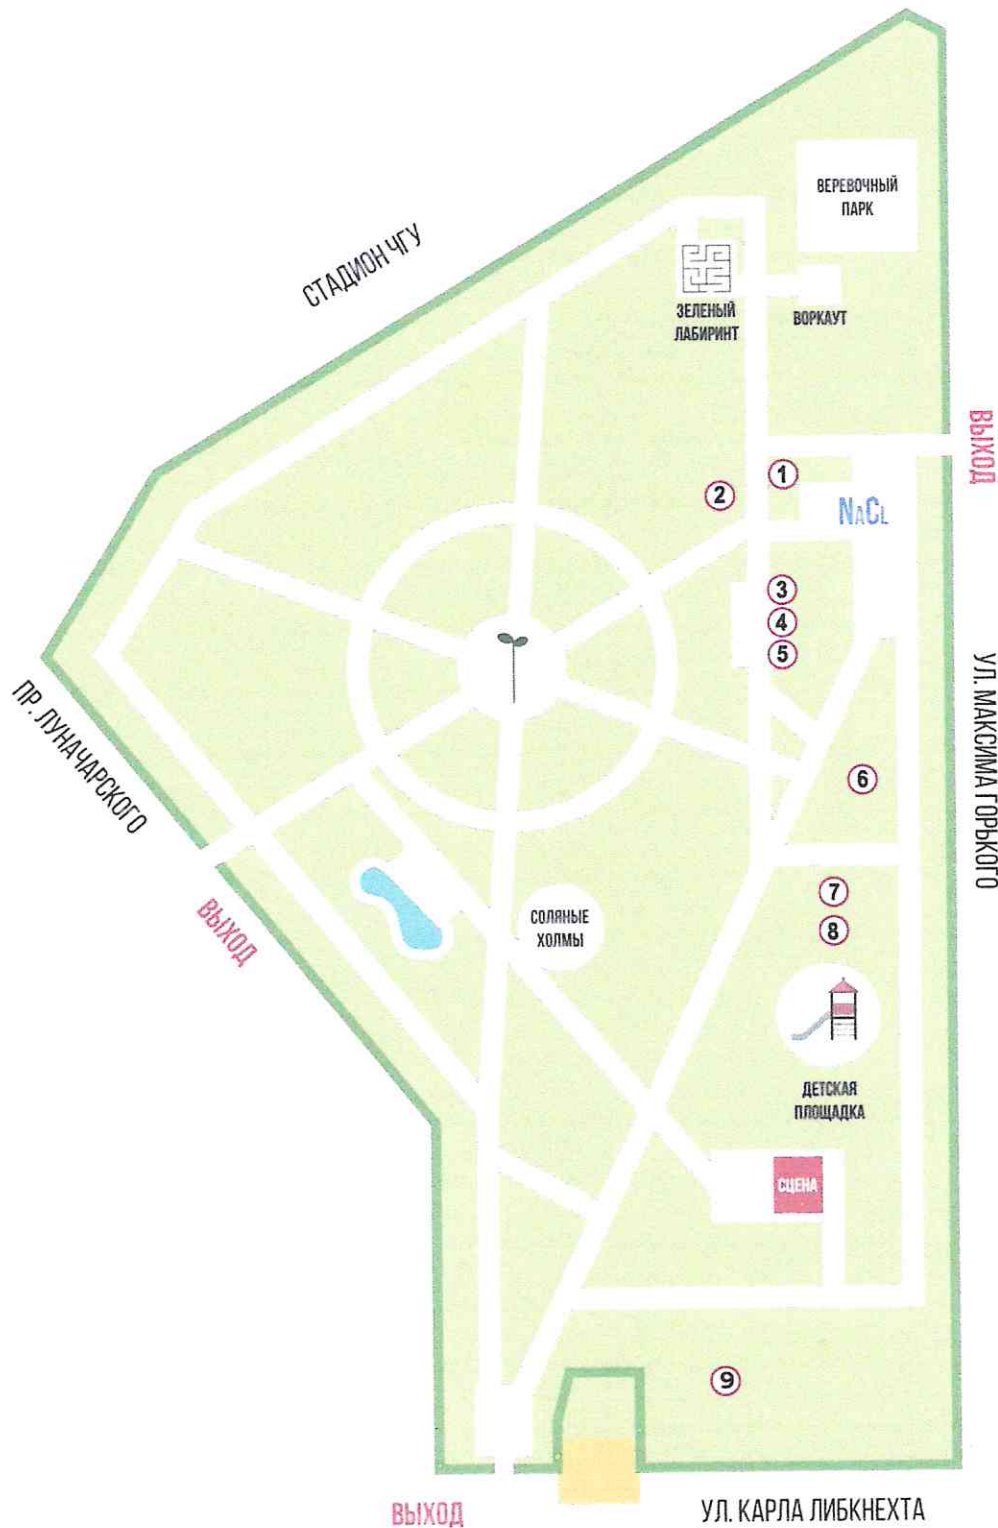 ВЕРЕВОЧНЫЙ
ПАРК
СТАДИОН ЧГУ
ЗЕЛЕНЫЙ
ЛАБИРИНТ
ВОРКАУТ
ВЫХОД
1
2
NaCl
3
4
5
УЛ. МАКСИМА ГОРЬКОГО
ПР. ЛУНАЧАРСКОГО
6
7
8
ВЫХОД
СОЛЯНЫЕ
ХОЛМЫ
ДЕТСКАЯ
ПЛОЩАДКА
СЦЕНА
9
ВЫХОД
УЛ. КАРЛА ЛИБКНЕХТА